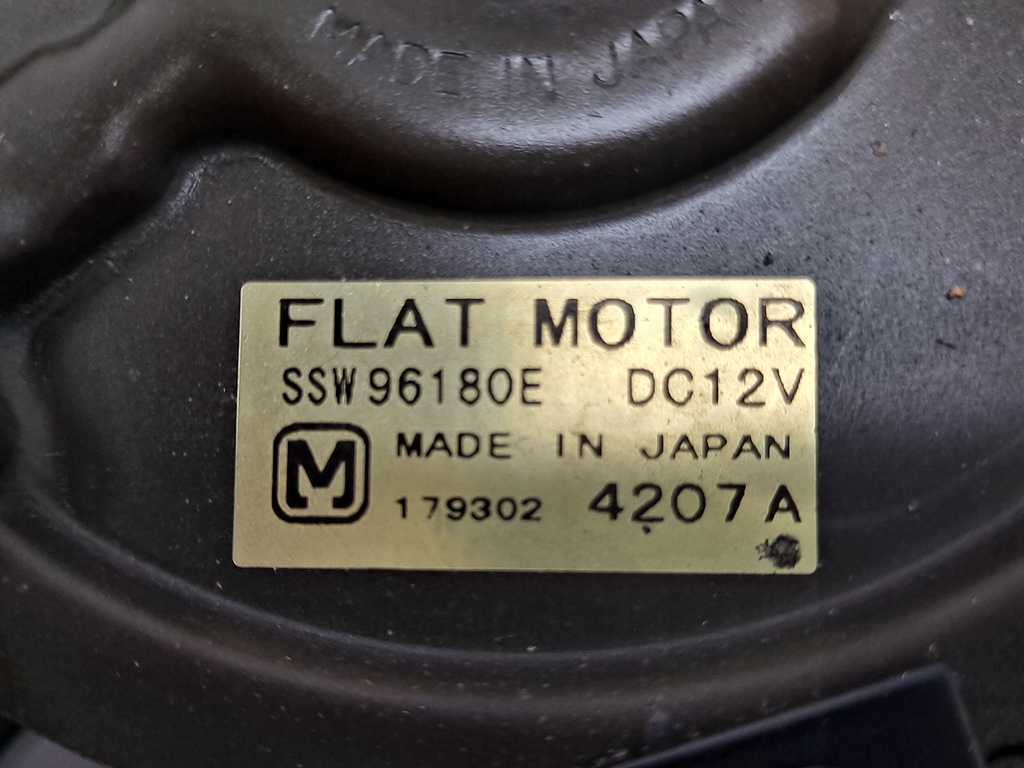 MADE IN JAPAN
FLAT MOTOR
SSW96180E DC12V
M MADE IN JAPAN
179302 4207A